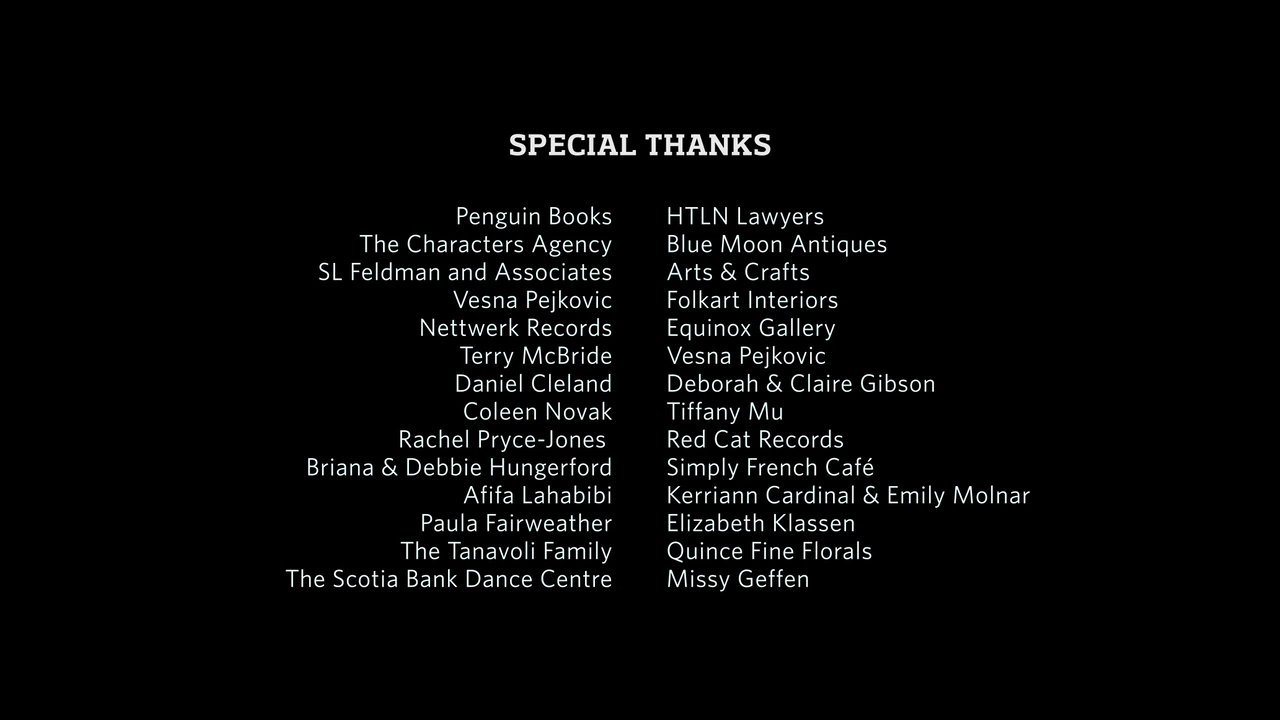 SPECIAL THANKS
Penguin Books HTLN Lawyers
The Characters Agency Blue Moon Antiques
SL Feldman and Associates Arts & Crafts
Vesna Pejkovic Folkart Interiors
Nettwerk Records Equinox Gallery
Terry McBride Vesna Pejkovic
Daniel Cleland Deborah & Claire Gibson
Coleen Novak Tiffany Mu
Rachel Pryce-Jones Red Cat Records
Briana & Debbie Hungerford Simply French Café
Afifa Lahabibi Kerriann Cardinal & Emily Molnar
Paula Fairweather Elizabeth Klassen
The Tanavoli Family Quince Fine Florals
The Scotia Bank Dance Centre Missy Geffen